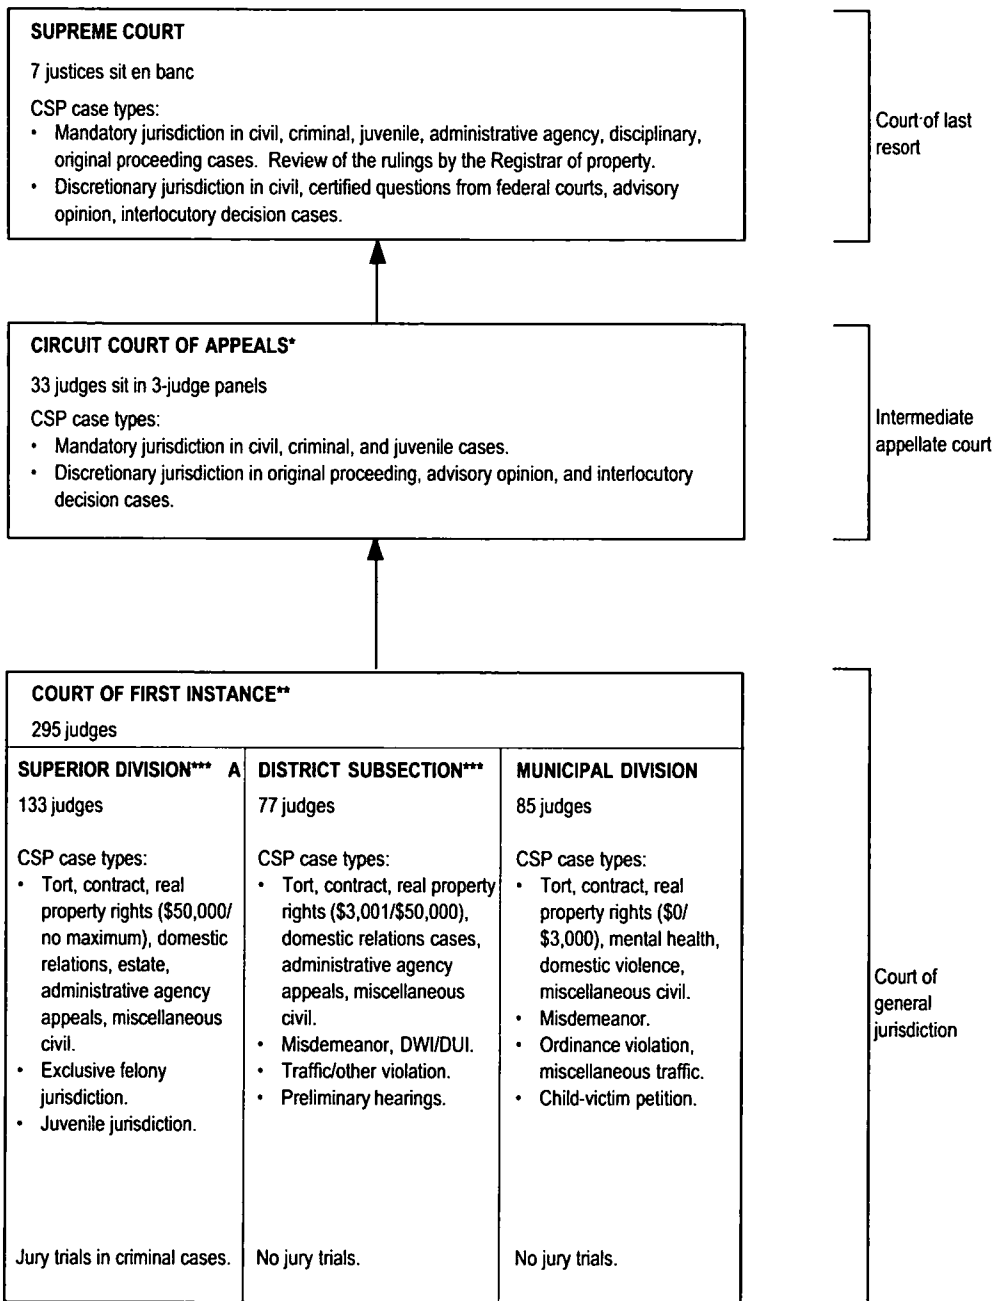 SUPREME COURT
7 justices sit en banc
CSP case types:
• Mandatory jurisdiction in civil, criminal, juvenile, administrative agency, disciplinary,
original proceeding cases. Review of the rulings by the Registrar of property.
• Discretionary jurisdiction in civil, certified questions from federal courts, advisory
opinion, interlocutory decision cases.
Court of last
resort
CIRCUIT COURT OF APPEALS*
33 judges sit in 3-judge panels
CSP case types:
• Mandatory jurisdiction in civil, criminal, and juvenile cases.
• Discretionary jurisdiction in original proceeding, advisory opinion, and interlocutory
decision cases.
Intermediate
appellate court
COURT OF FIRST INSTANCE**
295 judges
SUPERIOR DIVISION*** A
133 judges
CSP case types:
• Tort, contract, real
property rights ($50,000/
no maximum), domestic
relations, estate,
administrative agency
appeals, miscellaneous
civil.
• Exclusive felony
jurisdiction.
• Juvenile jurisdiction.
Jury trials in criminal cases.
DISTRICT SUBSECTION***
77 judges
CSP case types:
• Tort, contract, real property
rights ($3,001/$50,000),
domestic relations cases,
administrative agency
appeals, miscellaneous
civil.
• Misdemeanor, DWI/DUI.
• Traffic/other violation.
• Preliminary hearings.
No jury trials.
MUNICIPAL DIVISION
85 judges
CSP case types:
• Tort, contract, real
property rights ($0/
$3,000), mental health,
domestic violence,
miscellaneous civil.
• Misdemeanor.
• Ordinance violation,
miscellaneous traffic.
• Child-victim petition.
No jury trials.
Court of
general
jurisdiction